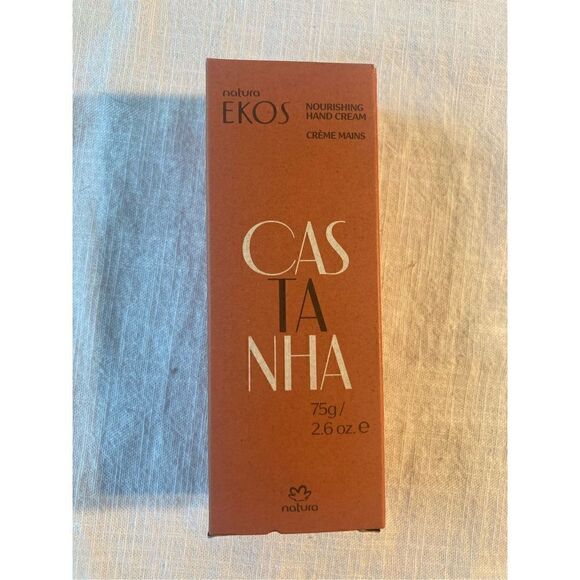 natura
EKOS
NOURISHING
HAND CREAM
CRÈME MAINS
CAS
TA
NHA
75g/
2.6 oz. e
natura